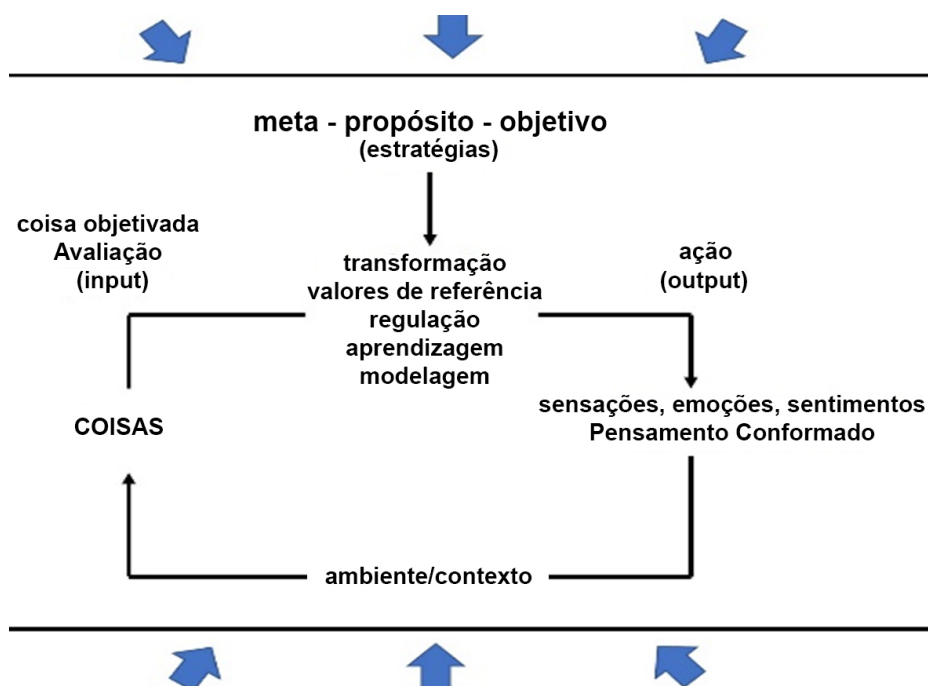 meta - propósito - objetivo
(estratégias)
coisa objetivada
Avaliação
(input)
transformação
valores de referência
regulação
aprendizagem
modelagem
ação
(output)
COISAS
sensações, emoções, sentimentos
Pensamento Conformado
ambiente/contexto